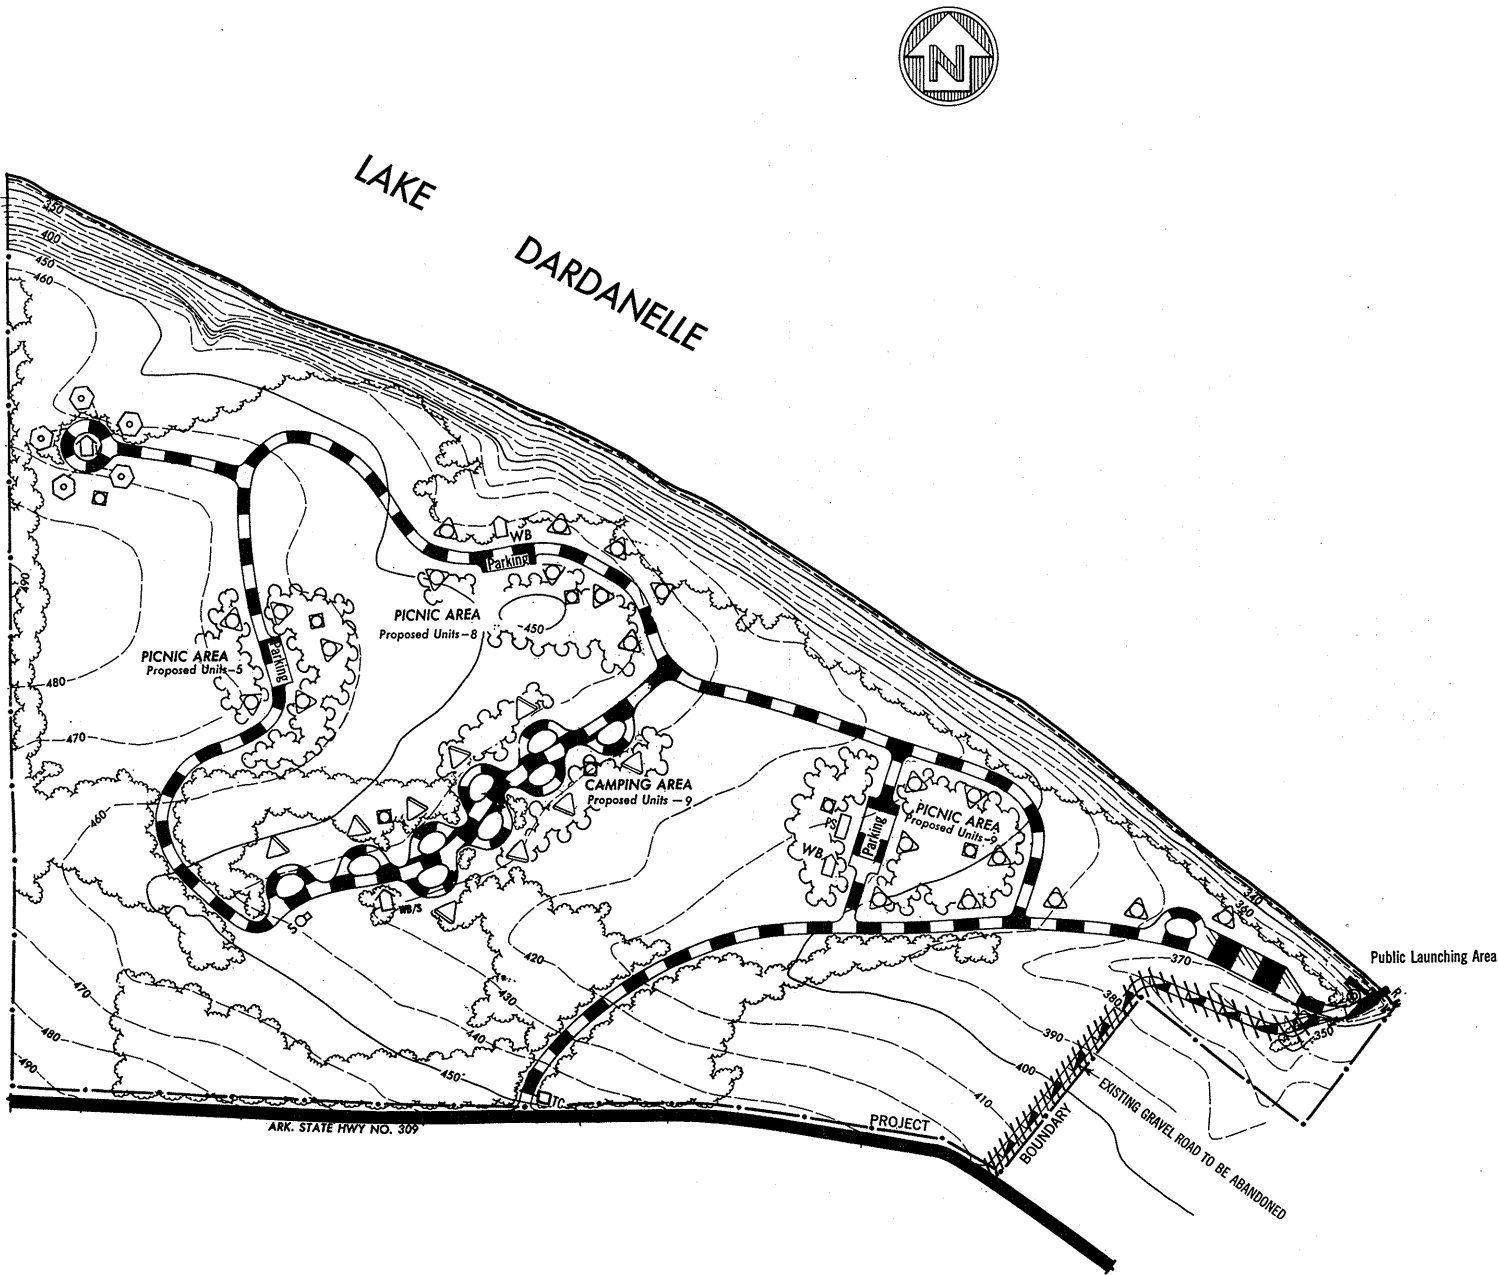 N
LAKE
DARDANELLE
350
400
450
460
490
WB
Parking
PICNIC AREA
Proposed Units-8
450
PICNIC AREA
Proposed Units-5
Parking
480
470
CAMPING AREA
Proposed Units -9
460
PICNIC AREA
Proposed Units-9
PS
Parking
WB
WB/S
S
340
360
Public Launching Area
420
370
430
380
R
470
440
390
350
480
450
400
490
410
TC
EXISTING GRAVEL ROAD TO BE ABANDONED
PROJECT
BOUNDARY
ARK. STATE HWY NO. 309